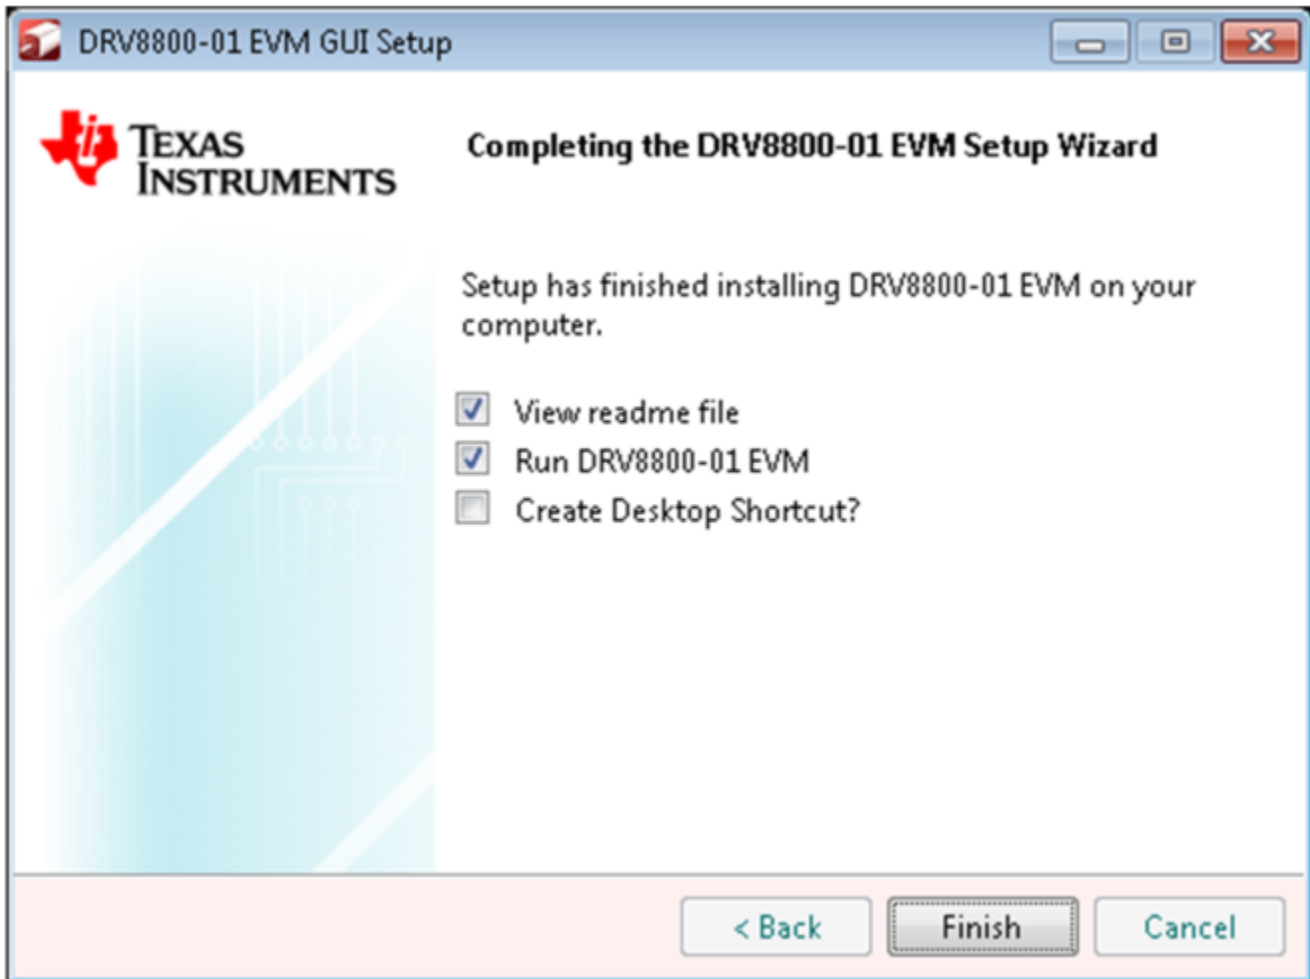 DRV8800-01 EVM GUI Setup
TEXAS
INSTRUMENTS
Completing the DRV8800-01 EVM Setup Wizard
Setup has finished installing DRV8800-01 EVM on your
computer.
View readme file
Run DRV8800-01 EVM
Create Desktop Shortcut?
< Back
Finish
Cancel